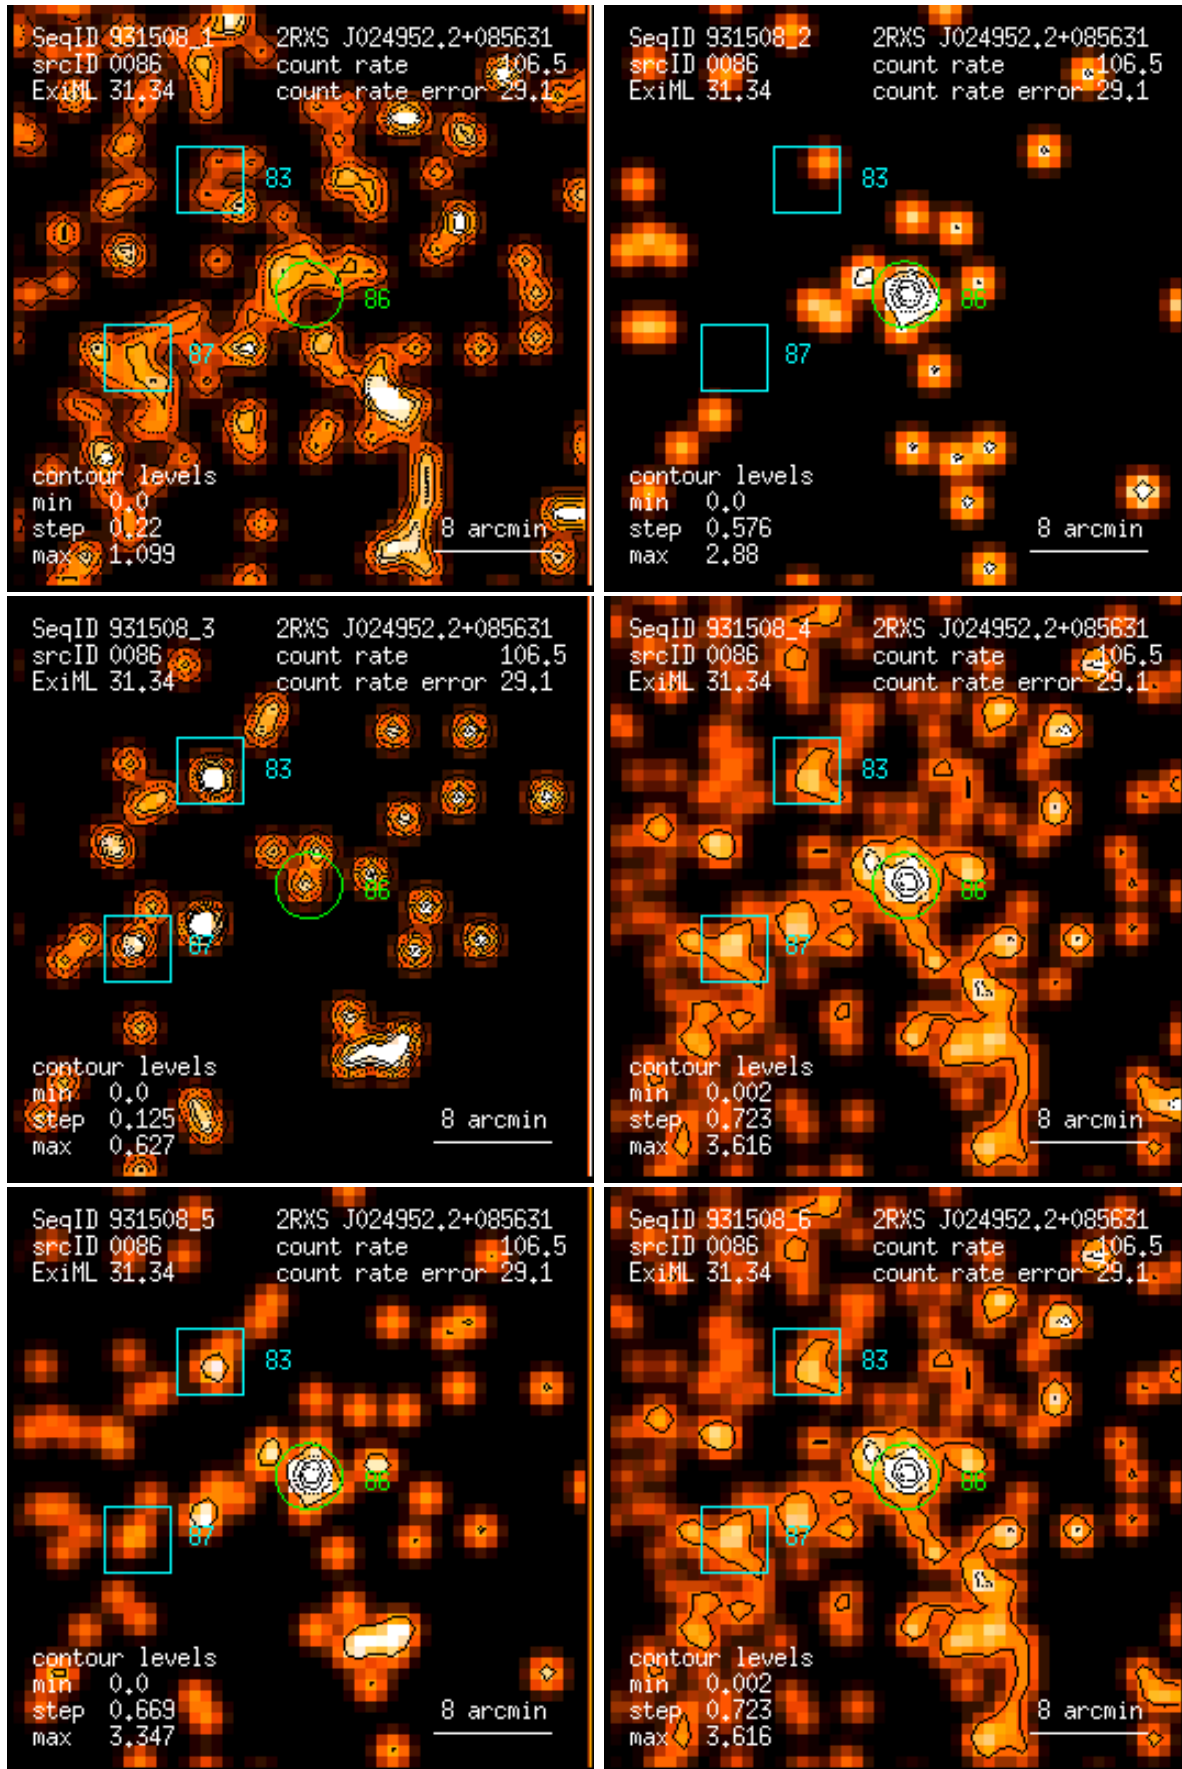 SeqID 931508_1 2RXS J024952.2+085631
srcID 0086 count rate 106.5
ExiML 31.34 count rate error 29.1
83
86
87
contour levels
min 0.0
step 0.22 8 arcmin
max 1.099
SeqID 931508_2 2RXS J024952.2+085631
srcID 0086 count rate 106.5
ExiML 31.34 count rate error 29.1
83
86
87
contour levels
min 0.0
step 0.576 8 arcmin
max 2.88
SeqID 931508_3 2RXS J024952.2+085631
srcID 0086 count rate 106.5
ExiML 31.34 count rate error 29.1
83
86
87
contour levels
min 0.0
step 0.125 8 arcmin
max 0.627
SeqID 931508_4 2RXS J024952.2+085631
srcID 0086 count rate 106.5
ExiML 31.34 count rate error 29.1
83
86
87
contour levels
min 0.002
step 0.723 8 arcmin
max 3.616
SeqID 931508_5 2RXS J024952.2+085631
srcID 0086 count rate 106.5
ExiML 31.34 count rate error 29.1
83
86
87
contour levels
min 0.0
step 0.669 8 arcmin
max 3.347
SeqID 931508_6 2RXS J024952.2+085631
srcID 0086 count rate 106.5
ExiML 31.34 count rate error 29.1
83
86
87
contour levels
min 0.002
step 0.723 8 arcmin
max 3.616